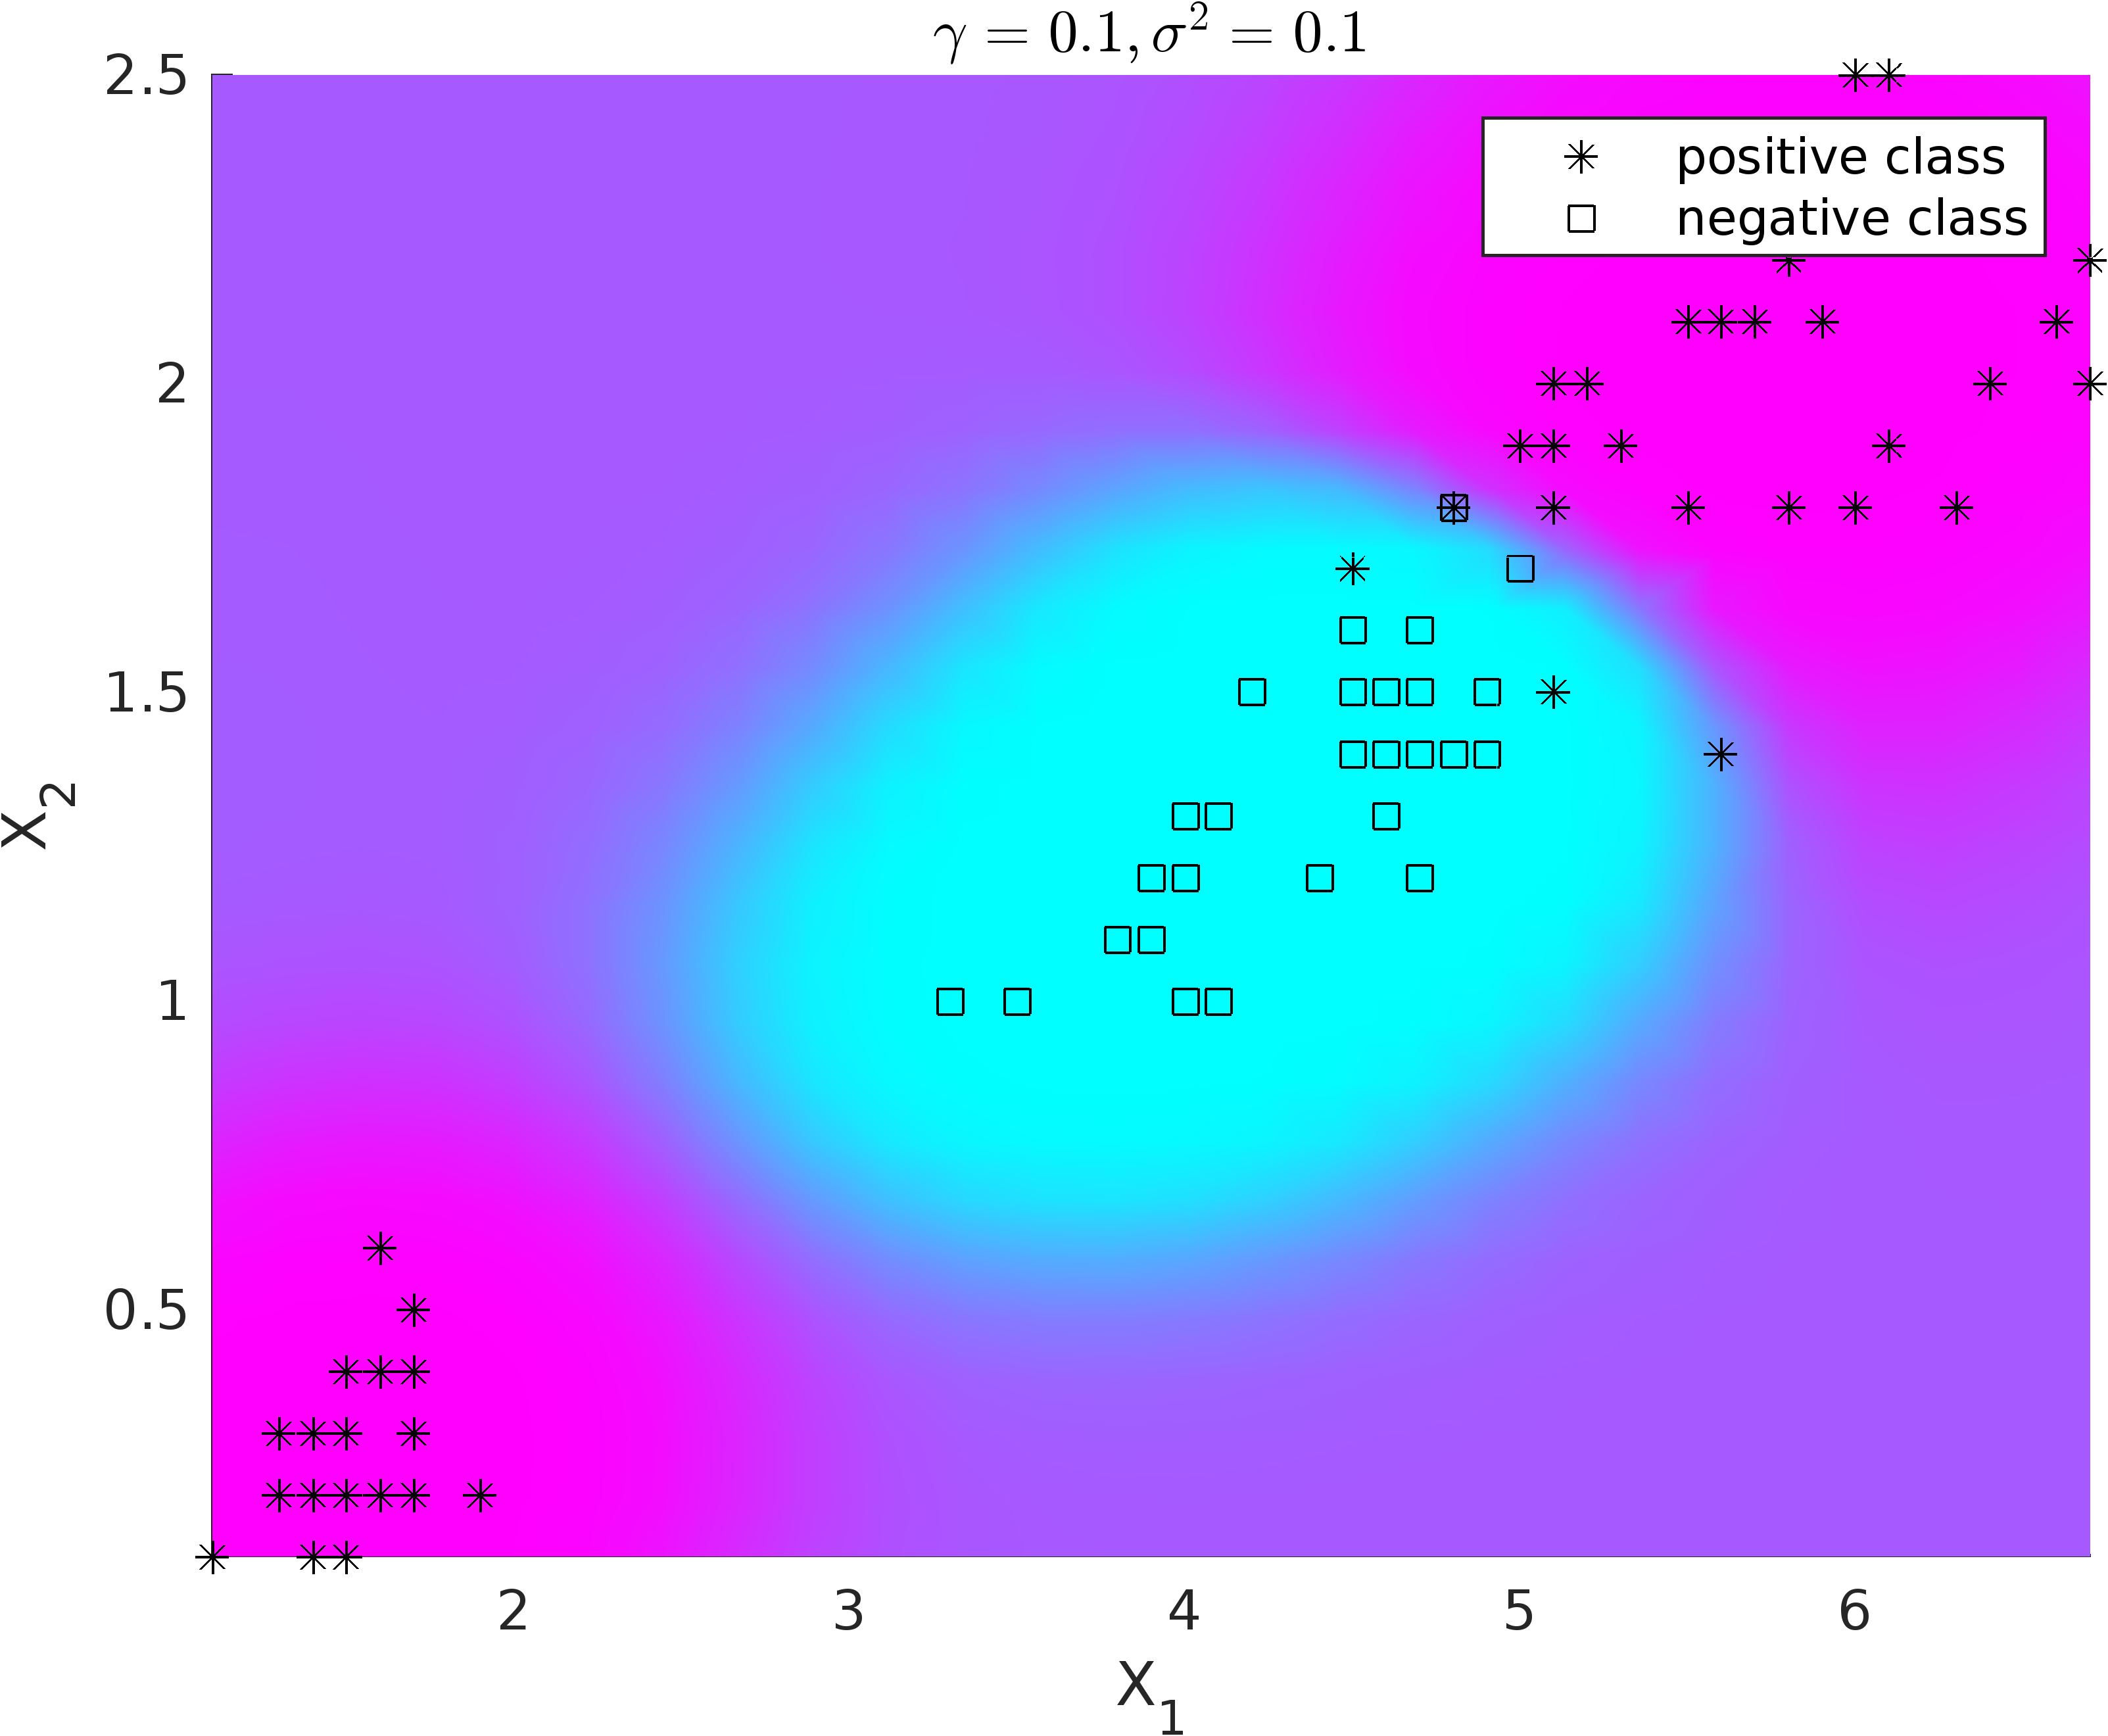 γ = 0.1, σ² = 0.1
2.5
2
1.5
1
0.5
X₂
positive class
negative class
2 3 4 5 6
X₁